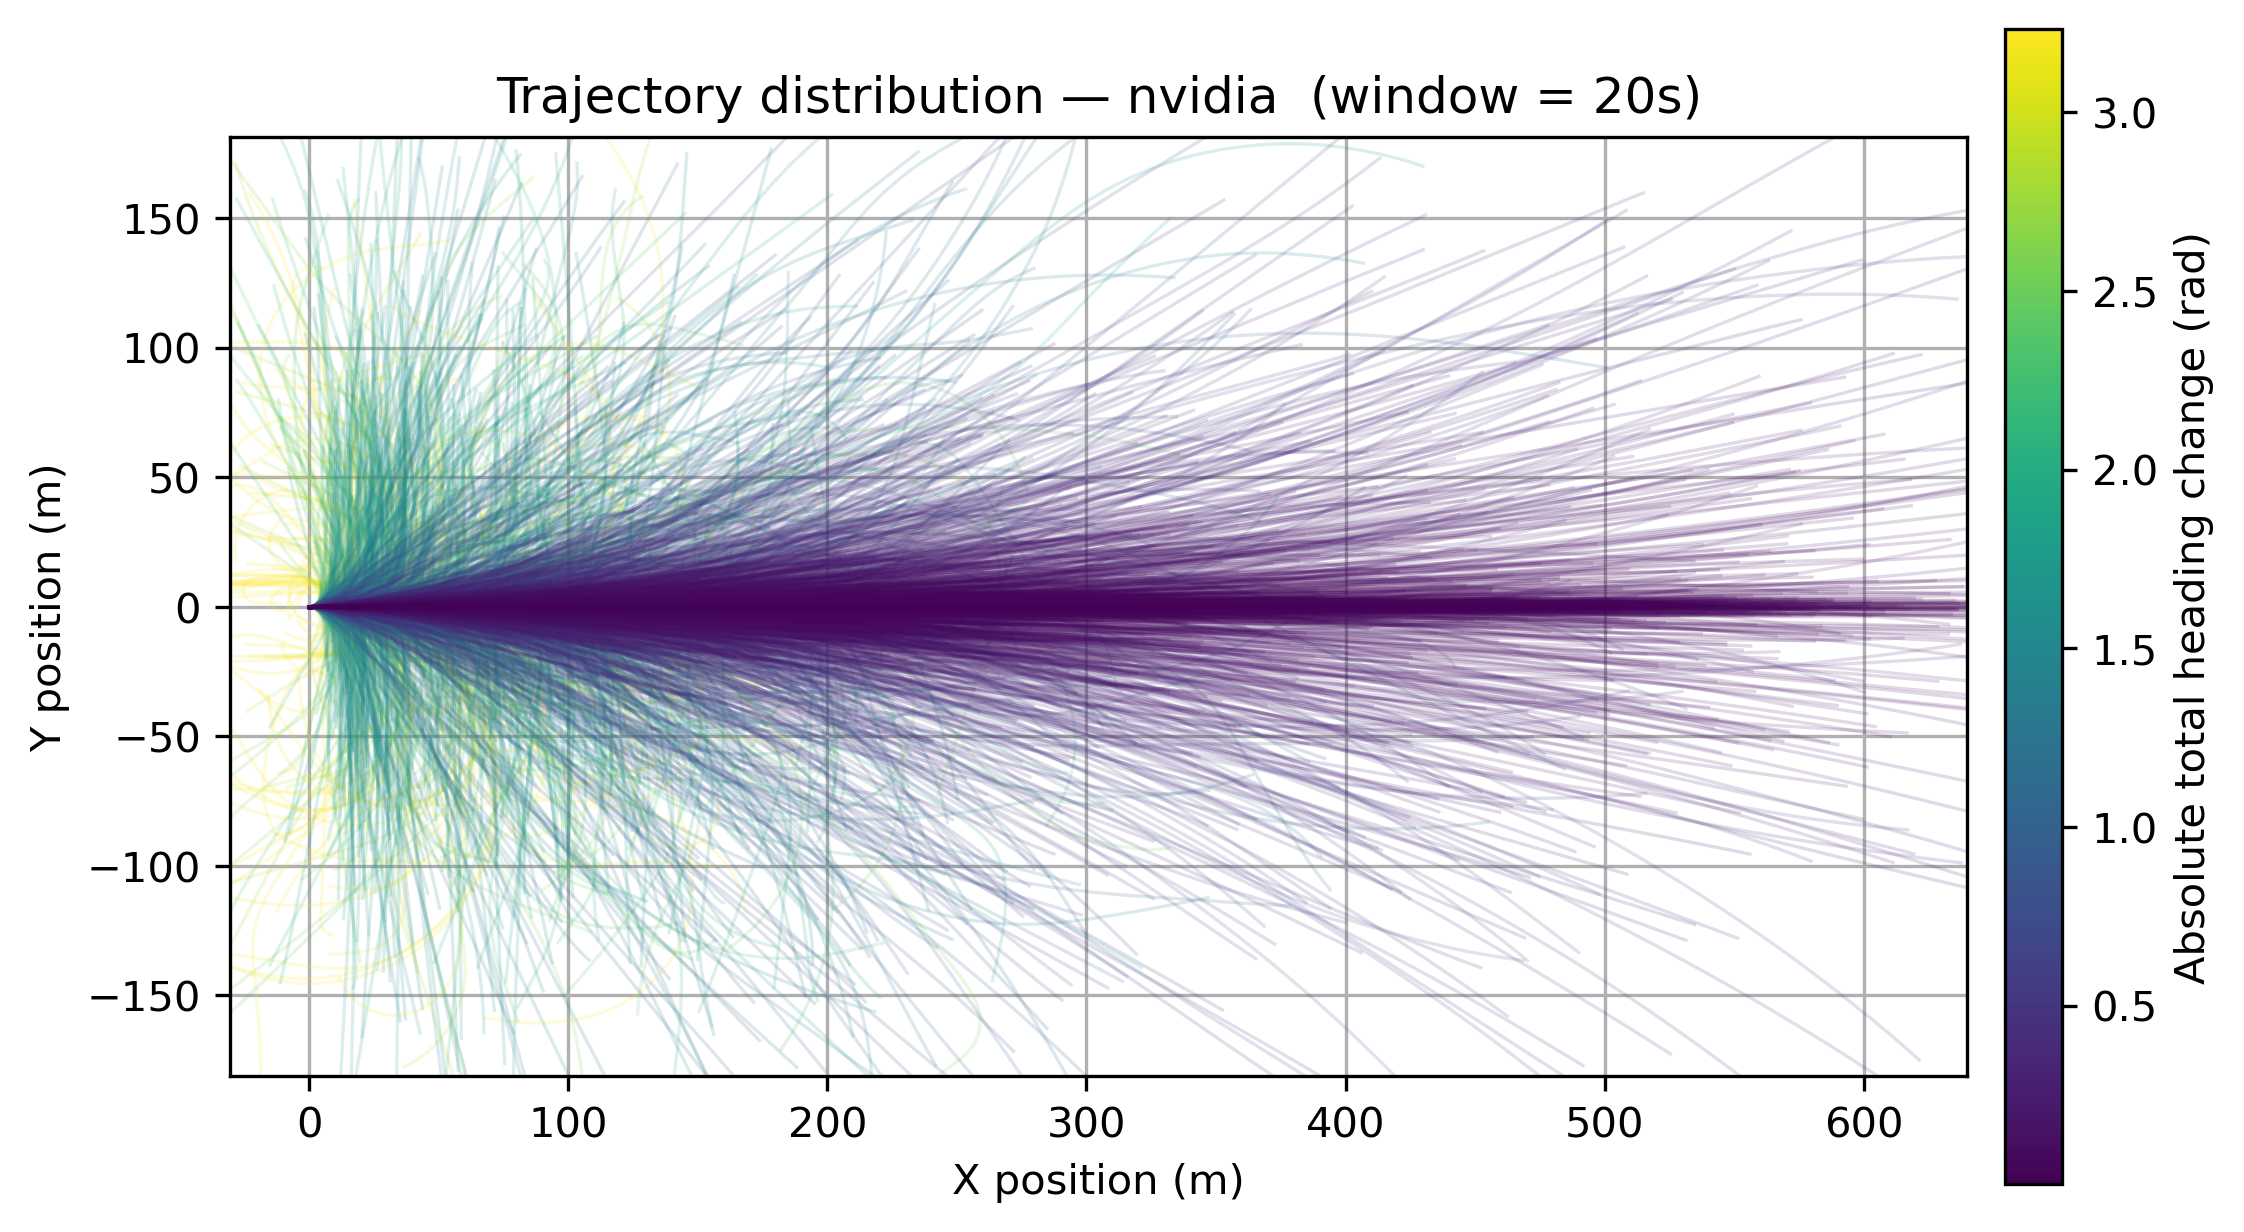 Trajectory distribution — nvidia  (window = 20s)
Y position (m)
150
100
50
0
−50
−100
−150
0 100 200 300 400 500 600
X position (m)
3.0
2.5
2.0
1.5
1.0
0.5
Absolute total heading change (rad)